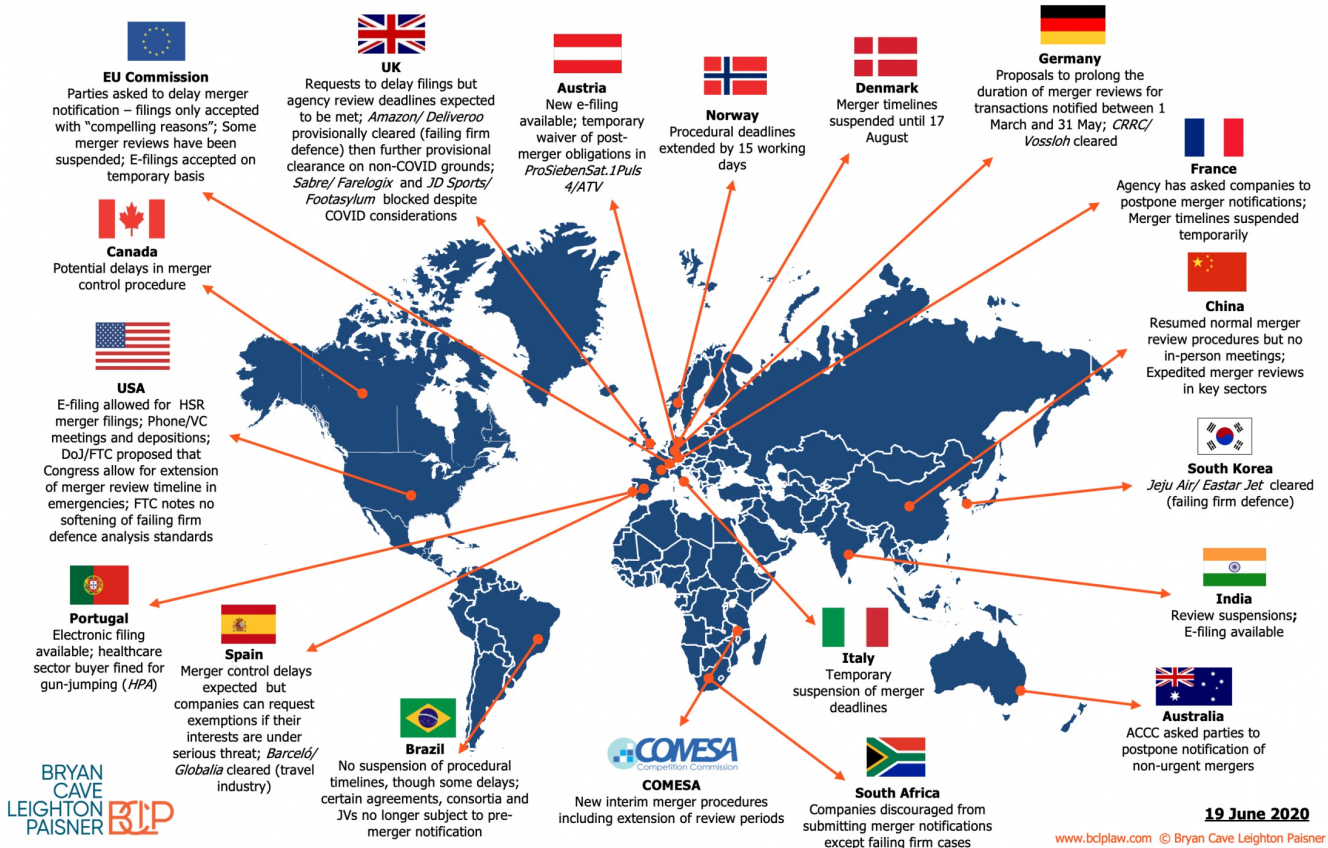 EU Commission
Parties asked to delay merger
notification – filings only accepted
with “compelling reasons”; Some
merger reviews have been
suspended; E-filings accepted on
temporary basis
UK
Requests to delay filings but
agency review deadlines expected
to be met; Amazon/ Deliveroo
provisionally cleared (failing firm
defence) then further provisional
clearance on non-COVID grounds;
Sabre/ Farelogix and JD Sports/
Footasylum blocked despite
COVID considerations
Austria
New e-filing
available; temporary
waiver of post-
merger obligations in
ProSiebenSat.1Puls
4/ATV
Norway
Procedural deadlines
extended by 15 working
days
Denmark
Merger timelines
suspended until 17
August
Germany
Proposals to prolong the
duration of merger reviews for
transactions notified between 1
March and 31 May; CRRC/
Vossloh cleared
France
Agency has asked companies to
postpone merger notifications;
Merger timelines suspended
temporarily
Canada
Potential delays in merger
control procedure
China
Resumed normal merger
review procedures but no
in-person meetings;
Expedited merger reviews
in key sectors
USA
E-filing allowed for HSR
merger filings; Phone/VC
meetings and depositions;
DoJ/FTC proposed that
Congress allow for extension
of merger review timeline in
emergencies; FTC notes no
softening of failing firm
defence analysis standards
South Korea
Jeju Air/ Eastar Jet cleared
(failing firm defence)
India
Review suspensions;
E-filing available
Portugal
Electronic filing
available; healthcare
sector buyer fined for
gun-jumping (HPA)
Spain
Merger control delays
expected but
companies can request
exemptions if their
interests are under
serious threat; Barceló/
Globalia cleared (travel
industry)
Italy
Temporary
suspension of merger
deadlines
Australia
ACCC asked parties to
postpone notification of
non-urgent mergers
Brazil
No suspension of procedural
timelines, though some delays;
certain agreements, consortia and
JVs no longer subject to pre-
merger notification
COMESA
Competition Commission
COMESA
New interim merger procedures
including extension of review periods
South Africa
Companies discouraged from
submitting merger notifications
except failing firm cases
BRYAN
CAVE
LEIGHTON
PAISNER
BCLP
19 June 2020
www.bclplaw.com © Bryan Cave Leighton Paisner